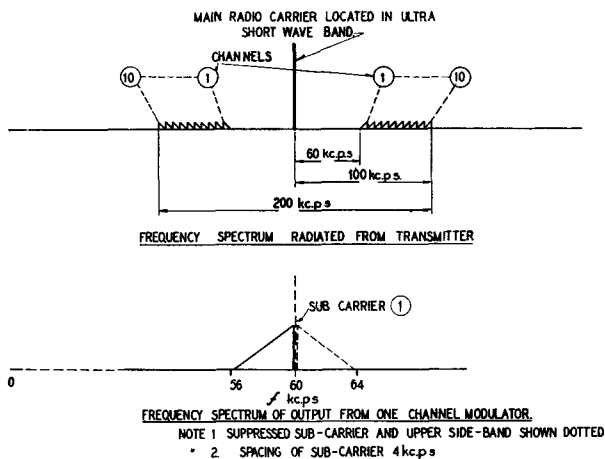 MAIN RADIO CARRIER LOCATED IN ULTRA
SHORT WAVE BAND
CHANNELS
10 1 1 10
60 kc.p.s
100 kc.p.s
200 kc.p.s
FREQUENCY SPECTRUM RADIATED FROM TRANSMITTER
SUB CARRIER 1
0 56 60 64
f kc.p.s
FREQUENCY SPECTRUM OF OUTPUT FROM ONE CHANNEL MODULATOR.
NOTE 1 SUPPRESSED SUB-CARRIER AND UPPER SIDE-BAND SHOWN DOTTED
" 2. SPACING OF SUB-CARRIER 4 kc.p.s